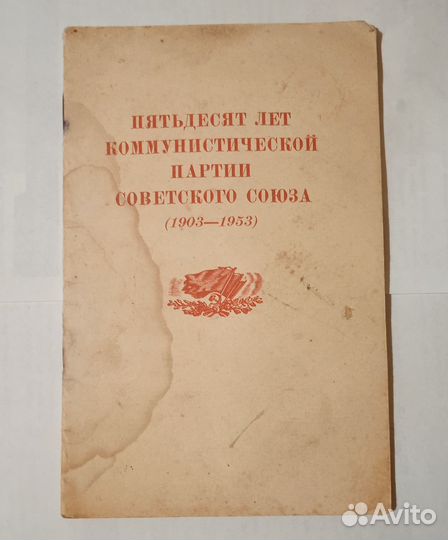 ПЯТЬДЕСЯТ ЛЕТ
КОММУНИСТИЧЕСКОЙ
ПАРТИИ
СОВЕТСКОГО СОЮЗА
(1903—1953)
Avito